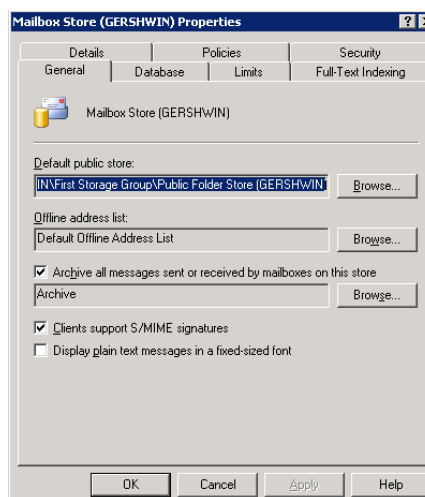 Mailbox Store (GERSHWIN) Properties
Details Policies Security
General Database Limits Full-Text Indexing
Mailbox Store (GERSHWIN)
Default public store:
IN\First Storage Group\Public Folder Store (GERSHWIN) Browse...
Offline address list:
Default Offline Address List Browse...
Archive all messages sent or received by mailboxes on this store
Archive Browse...
Clients support S/MIME signatures
Display plain text messages in a fixed-sized font
OK Cancel Apply Help